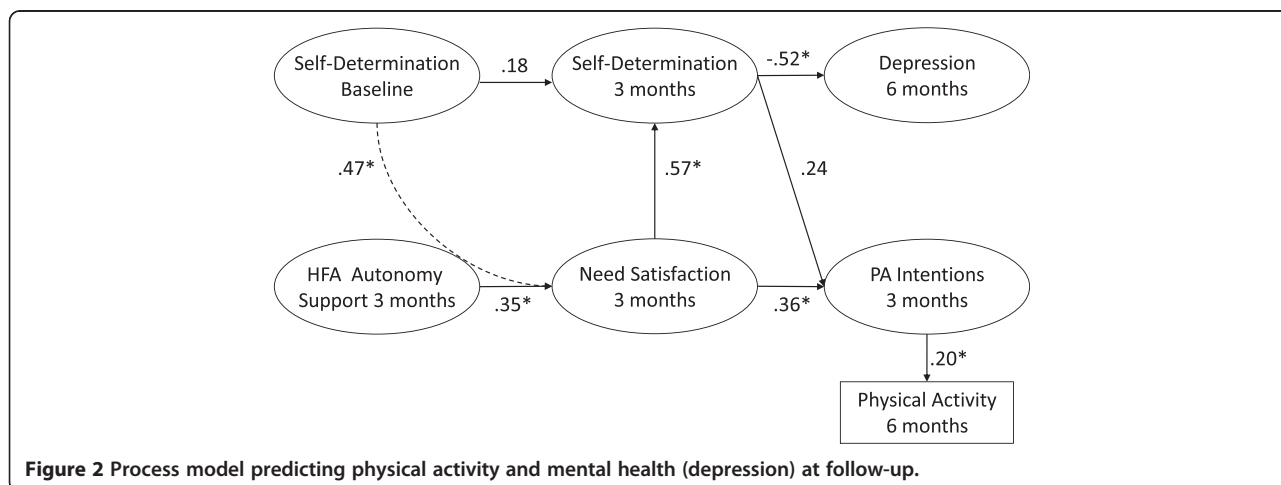 Self-Determination
Baseline
.18
Self-Determination
3 months
-.52*
Depression
6 months
.47*
.57*
.24
HFA Autonomy
Support 3 months
.35*
Need Satisfaction
3 months
.36*
PA Intentions
3 months
.20*
Physical Activity
6 months
Figure 2 Process model predicting physical activity and mental health (depression) at follow-up.